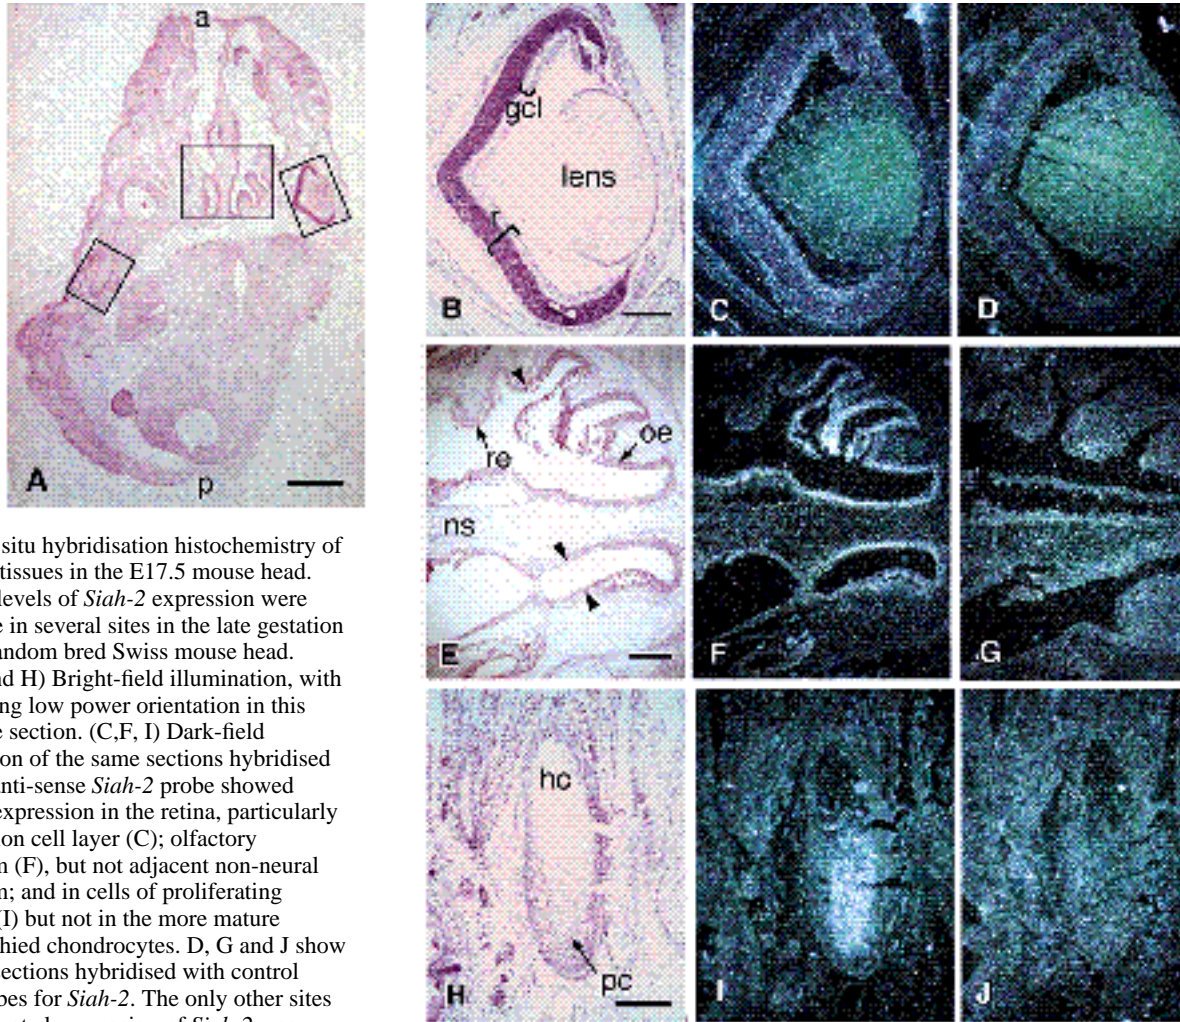 a
A
p
gcl
lens
B
C
D
oe
re
ns
E
F
G
hc
pc
H
I
J
situ hybridisation histochemistry of
tissues in the E17.5 mouse head.
levels of Siah-2 expression were
e in several sites in the late gestation
andom bred Swiss mouse head.
nd H) Bright-field illumination, with
ng low power orientation in this
e section. (C,F, I) Dark-field
on of the same sections hybridised
anti-sense Siah-2 probe showed
expression in the retina, particularly
ion cell layer (C); olfactory
m (F), but not adjacent non-neural
m; and in cells of proliferating
(I) but not in the more mature
hied chondrocytes. D, G and J show
sections hybridised with control
bes for Siah-2. The only other sites